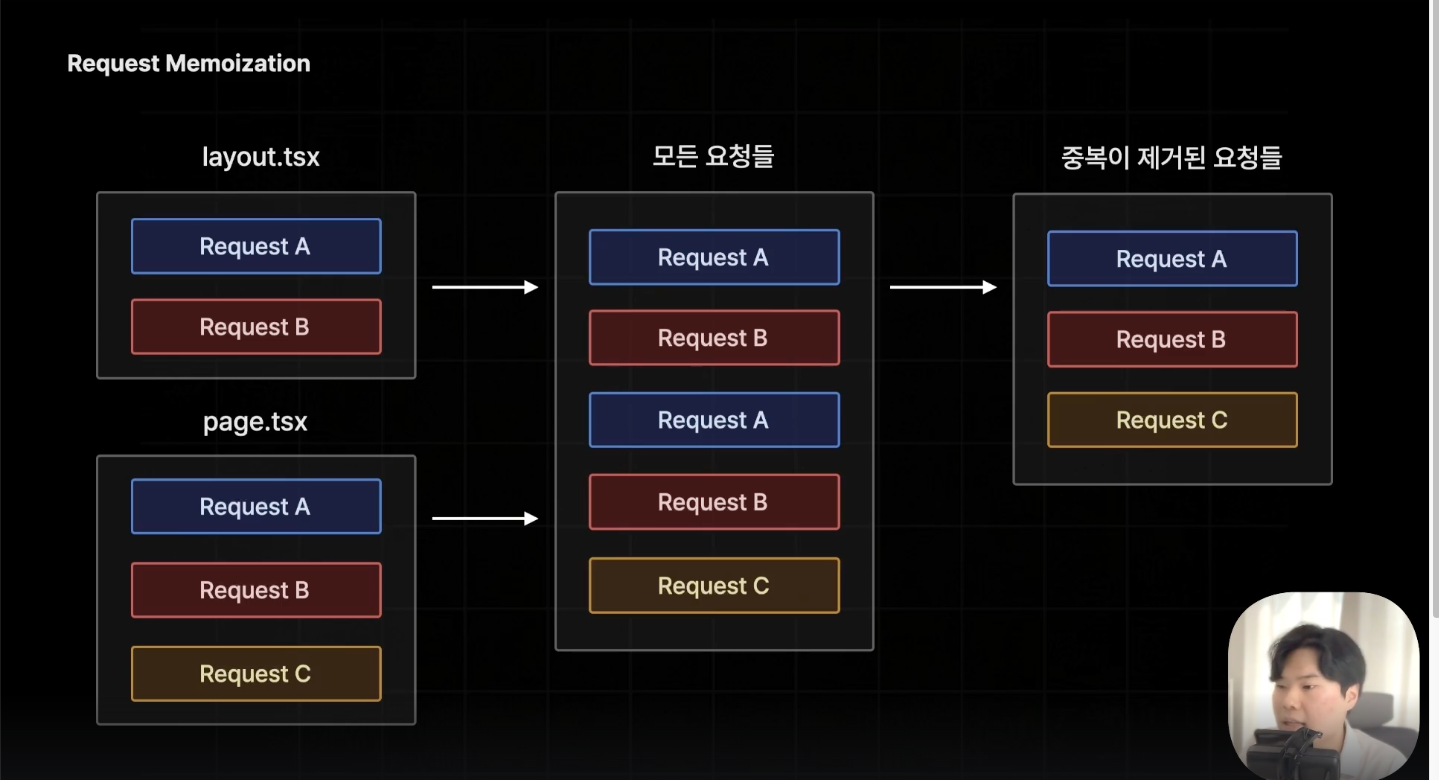 Request Memoization
layout.tsx
Request A
Request B
page.tsx
Request A
Request B
Request C
모든 요청들
Request A
Request B
Request A
Request B
Request C
중복이 제거된 요청들
Request A
Request B
Request C